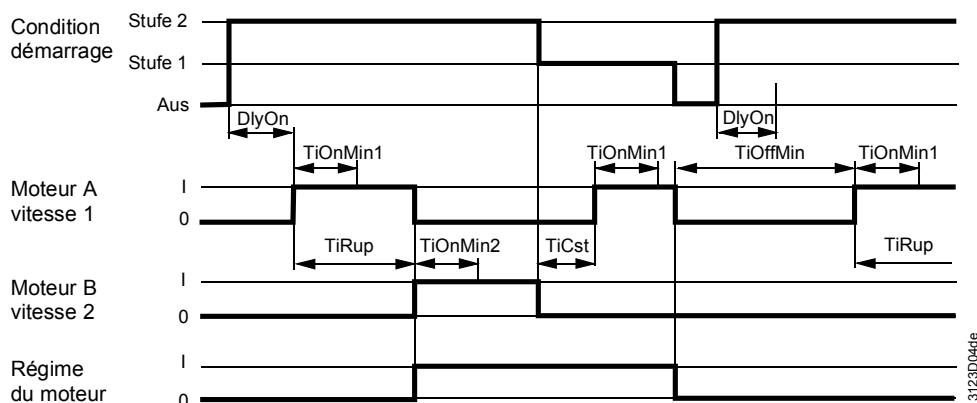 Condition
démarrage
Stufe 2
Stufe 1
Aus
DlyOn
DlyOn
TiOnMin1
TiOnMin1
TiOffMin
TiOnMin1
Moteur A
vitesse 1
I
0
TiRup
TiOnMin2
TiCst
TiRup
Moteur B
vitesse 2
I
0
Régime
du moteur
I
0
3123D04de